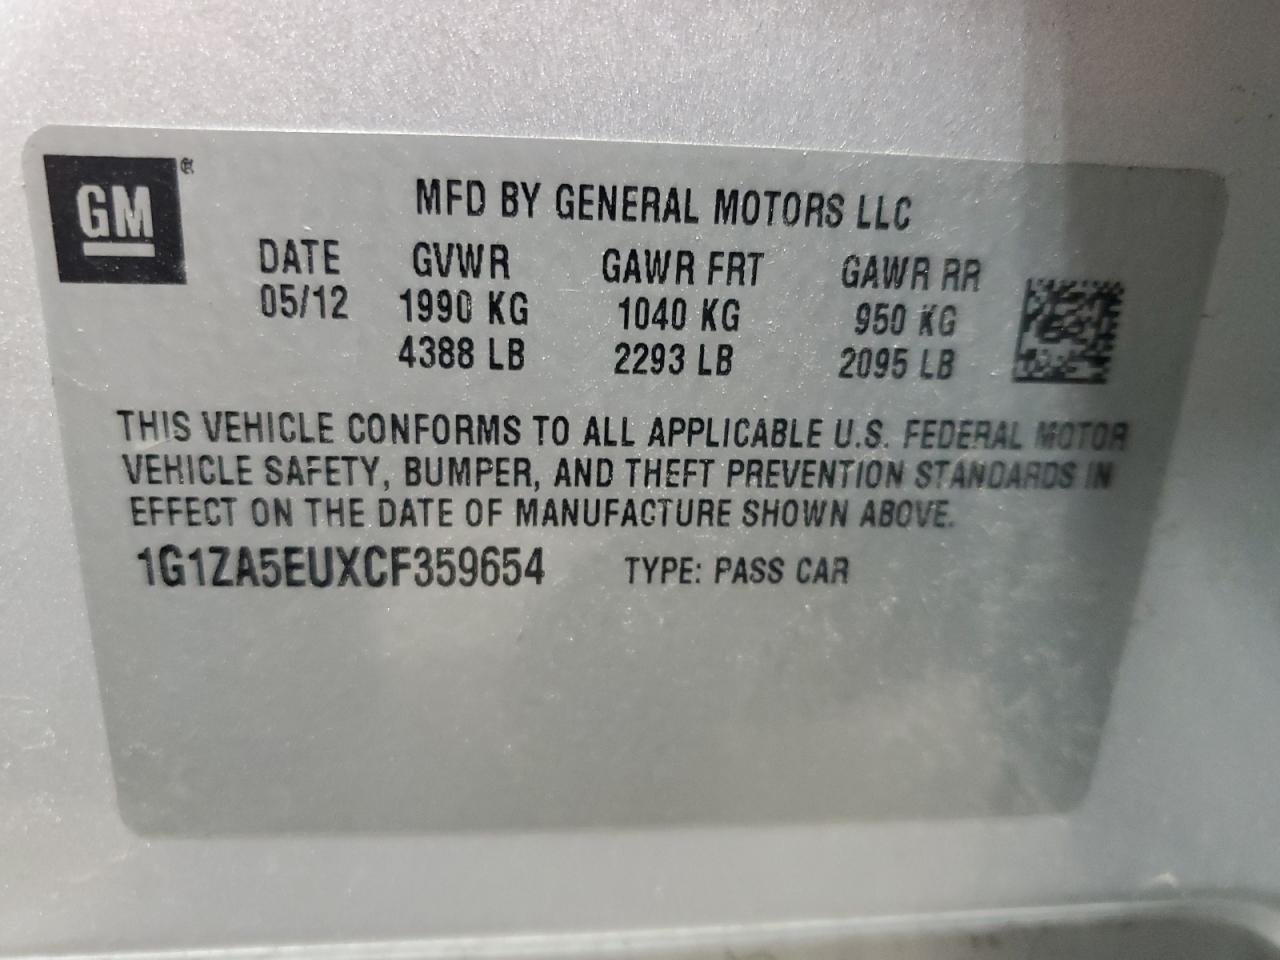 GM®
MFD BY GENERAL MOTORS LLC
DATE GVWR GAWR FRT GAWR RR
05/12 1990 KG 1040 KG 950 KG
4388 LB 2293 LB 2095 LB
THIS VEHICLE CONFORMS TO ALL APPLICABLE U.S. FEDERAL MOTOR
VEHICLE SAFETY, BUMPER, AND THEFT PREVENTION STANDARDS IN
EFFECT ON THE DATE OF MANUFACTURE SHOWN ABOVE.
1G1ZA5EUXCF359654 TYPE: PASS CAR